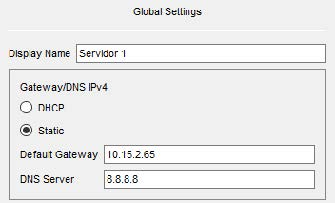 Global Settings
Display Name Servidor 1
Gateway/DNS IPv4
DHCP
Static
Defaut Gateway 10.15.2.65
DNS Server 8.8.8.8